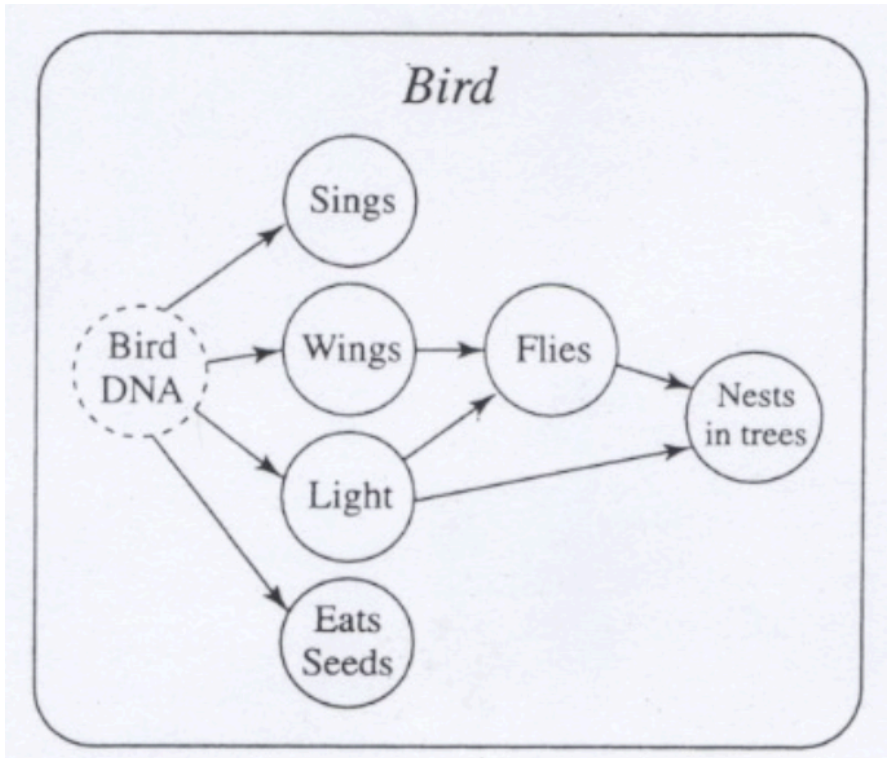 Bird
Sings
Bird
DNA
Wings
Flies
Nests
in trees
Light
Eats
Seeds